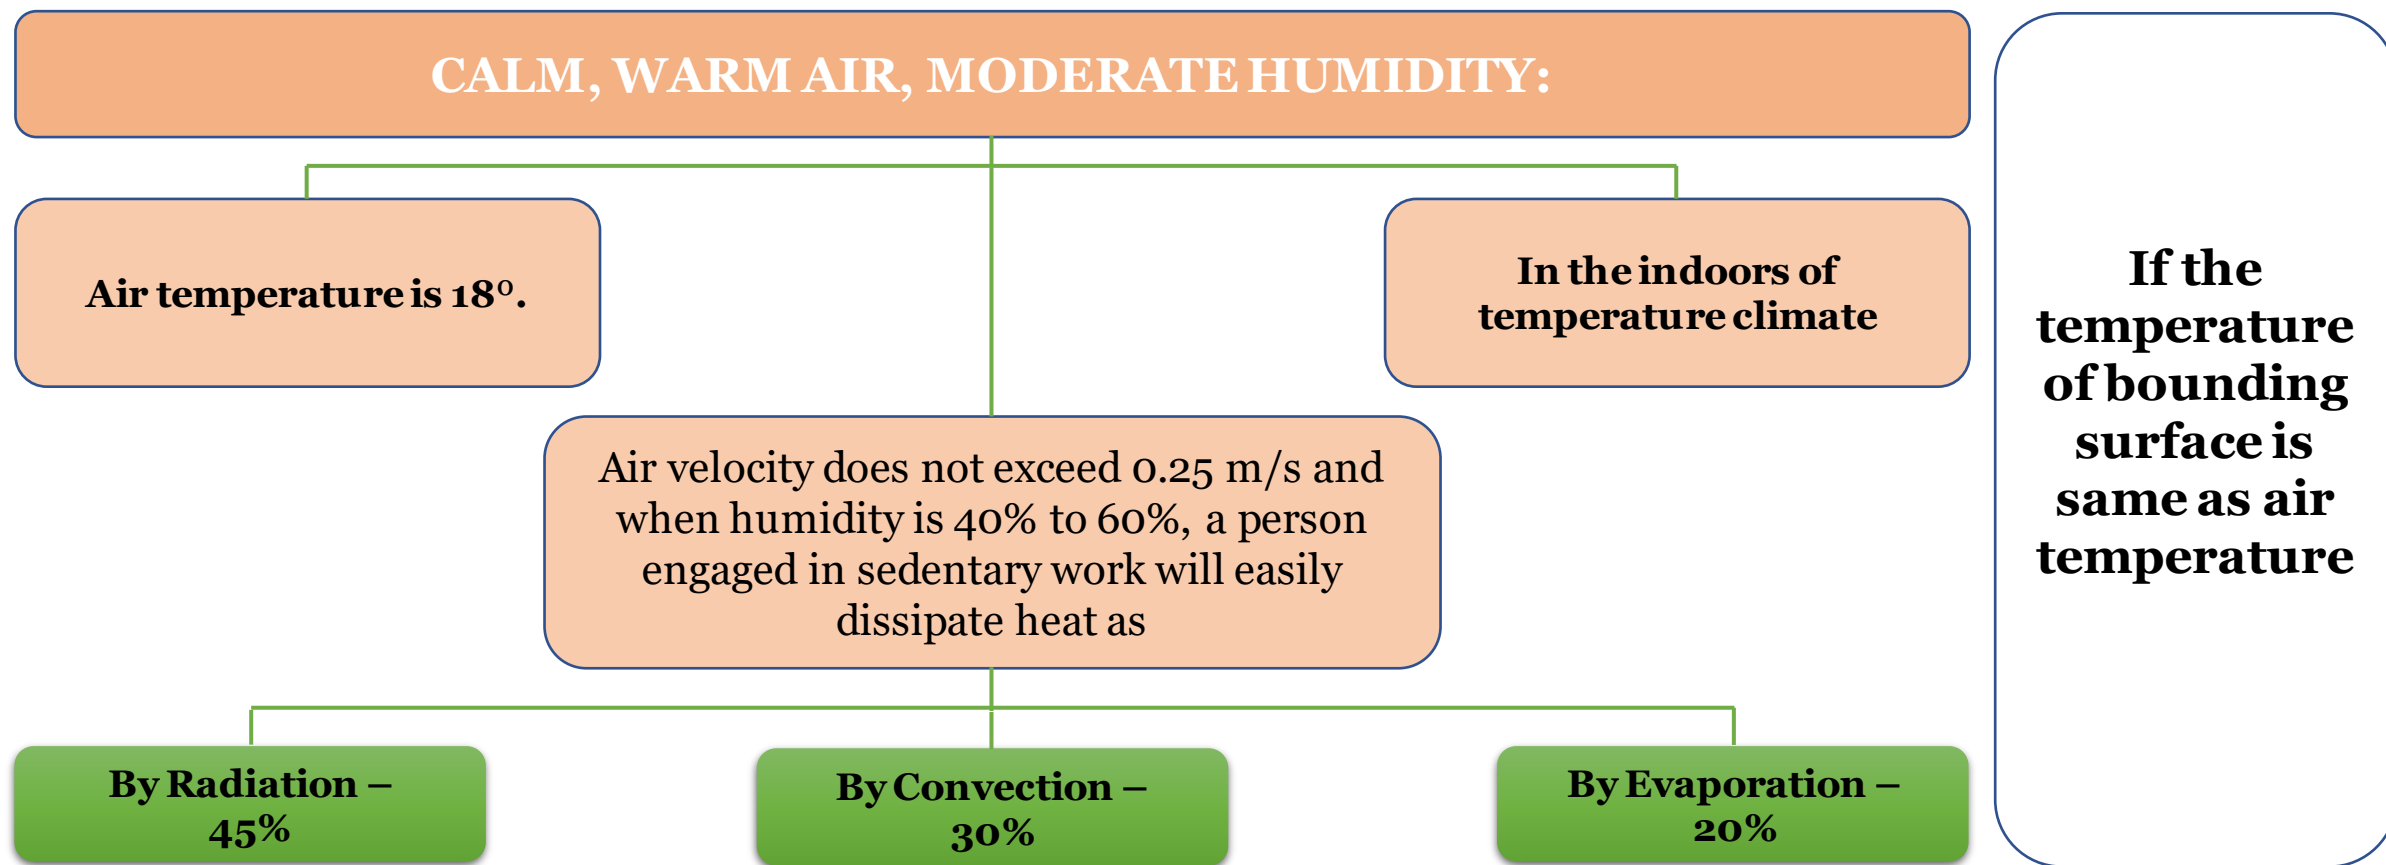 CALM, WARM AIR, MODERATE HUMIDITY:
Air temperature is 18°.
In the indoors of
temperature climate
Air velocity does not exceed 0.25 m/s and
when humidity is 40% to 60%, a person
engaged in sedentary work will easily
dissipate heat as
By Radiation –
45%
By Convection –
30%
By Evaporation –
20%
If the
temperature
of bounding
surface is
same as air
temperature